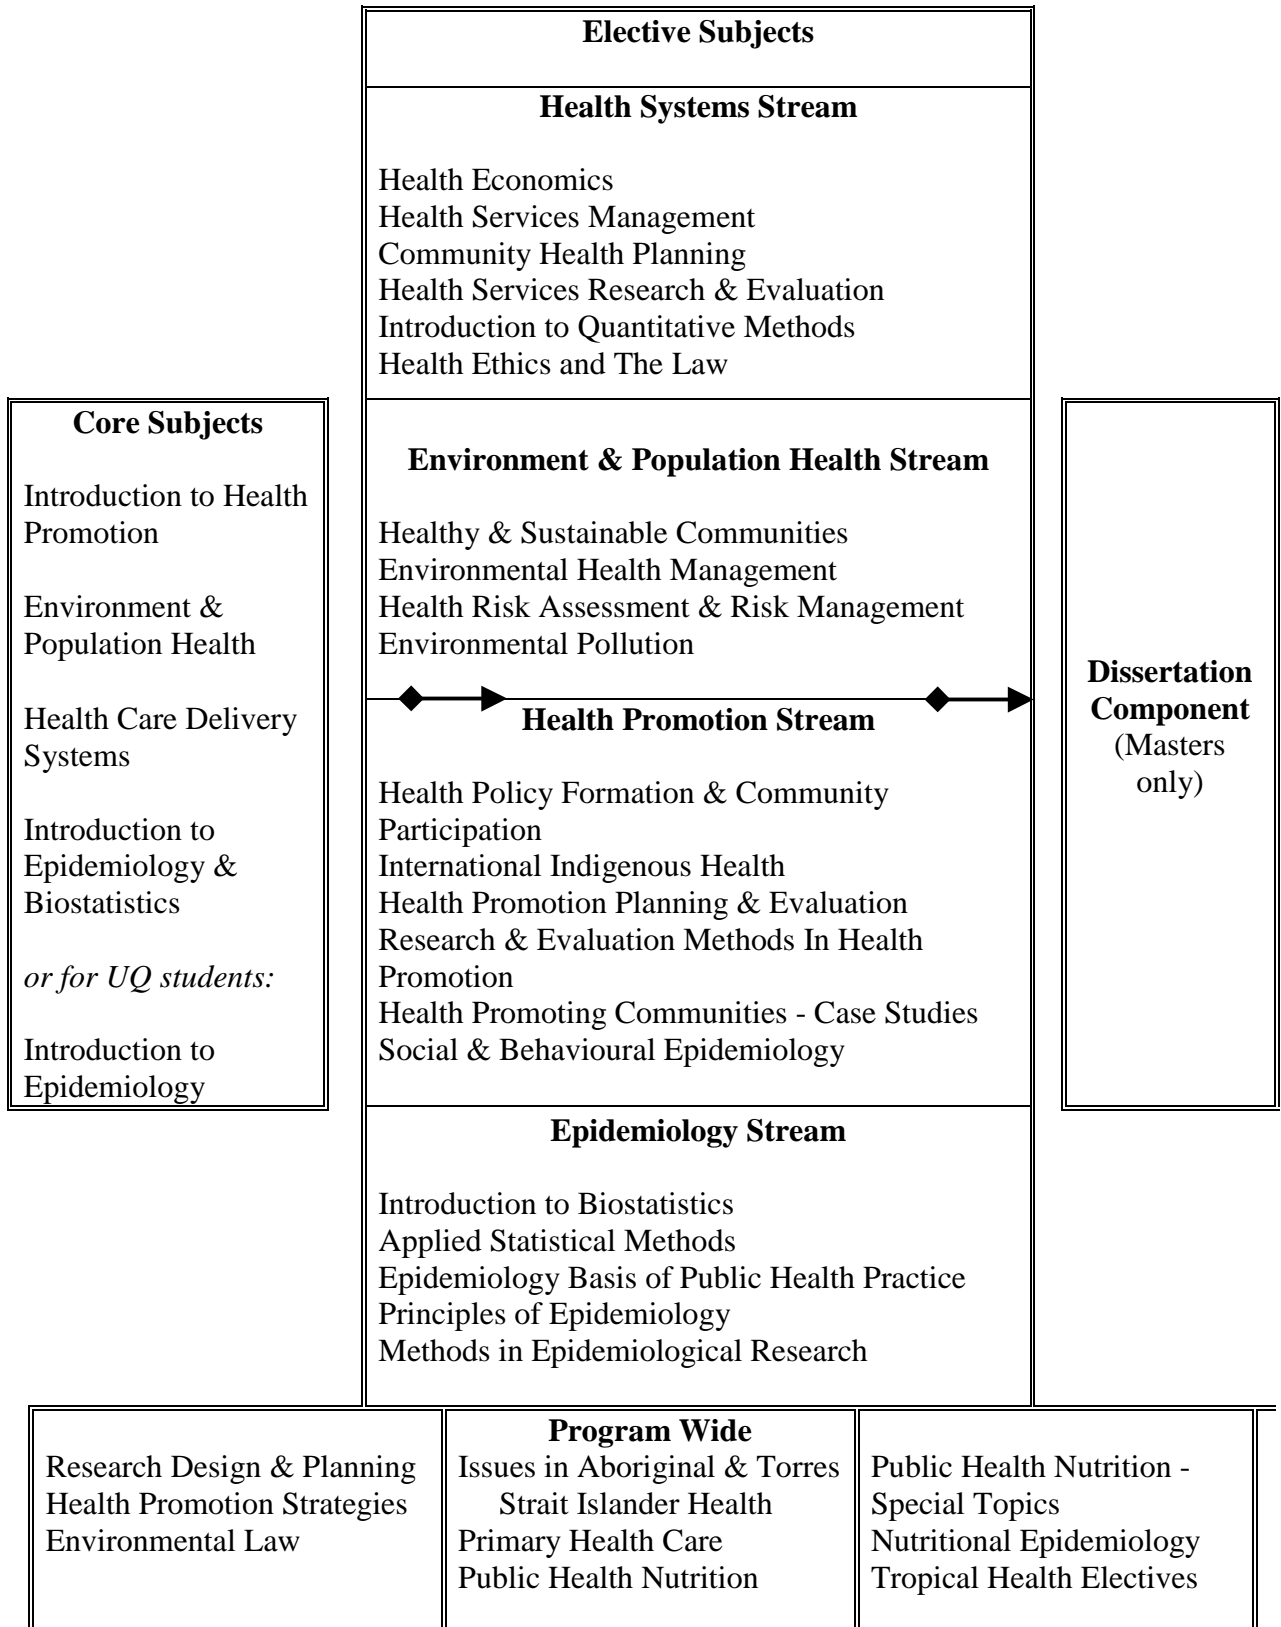 Elective Subjects
Health Systems Stream
Health Economics
Health Services Management
Community Health Planning
Health Services Research & Evaluation
Introduction to Quantitative Methods
Health Ethics and The Law
Core Subjects
Introduction to Health
Promotion
Environment &
Population Health
Health Care Delivery
Systems
Introduction to
Epidemiology &
Biostatistics
or for UQ students:
Introduction to
Epidemiology
Environment & Population Health Stream
Healthy & Sustainable Communities
Environmental Health Management
Health Risk Assessment & Risk Management
Environmental Pollution
Health Promotion Stream
Health Policy Formation & Community
Participation
International Indigenous Health
Health Promotion Planning & Evaluation
Research & Evaluation Methods In Health
Promotion
Health Promoting Communities - Case Studies
Social & Behavioural Epidemiology
Dissertation
Component
(Masters
only)
Epidemiology Stream
Introduction to Biostatistics
Applied Statistical Methods
Epidemiology Basis of Public Health Practice
Principles of Epidemiology
Methods in Epidemiological Research
Research Design & Planning
Health Promotion Strategies
Environmental Law
Program Wide
Issues in Aboriginal & Torres
Strait Islander Health
Primary Health Care
Public Health Nutrition
Public Health Nutrition -
Special Topics
Nutritional Epidemiology
Tropical Health Electives